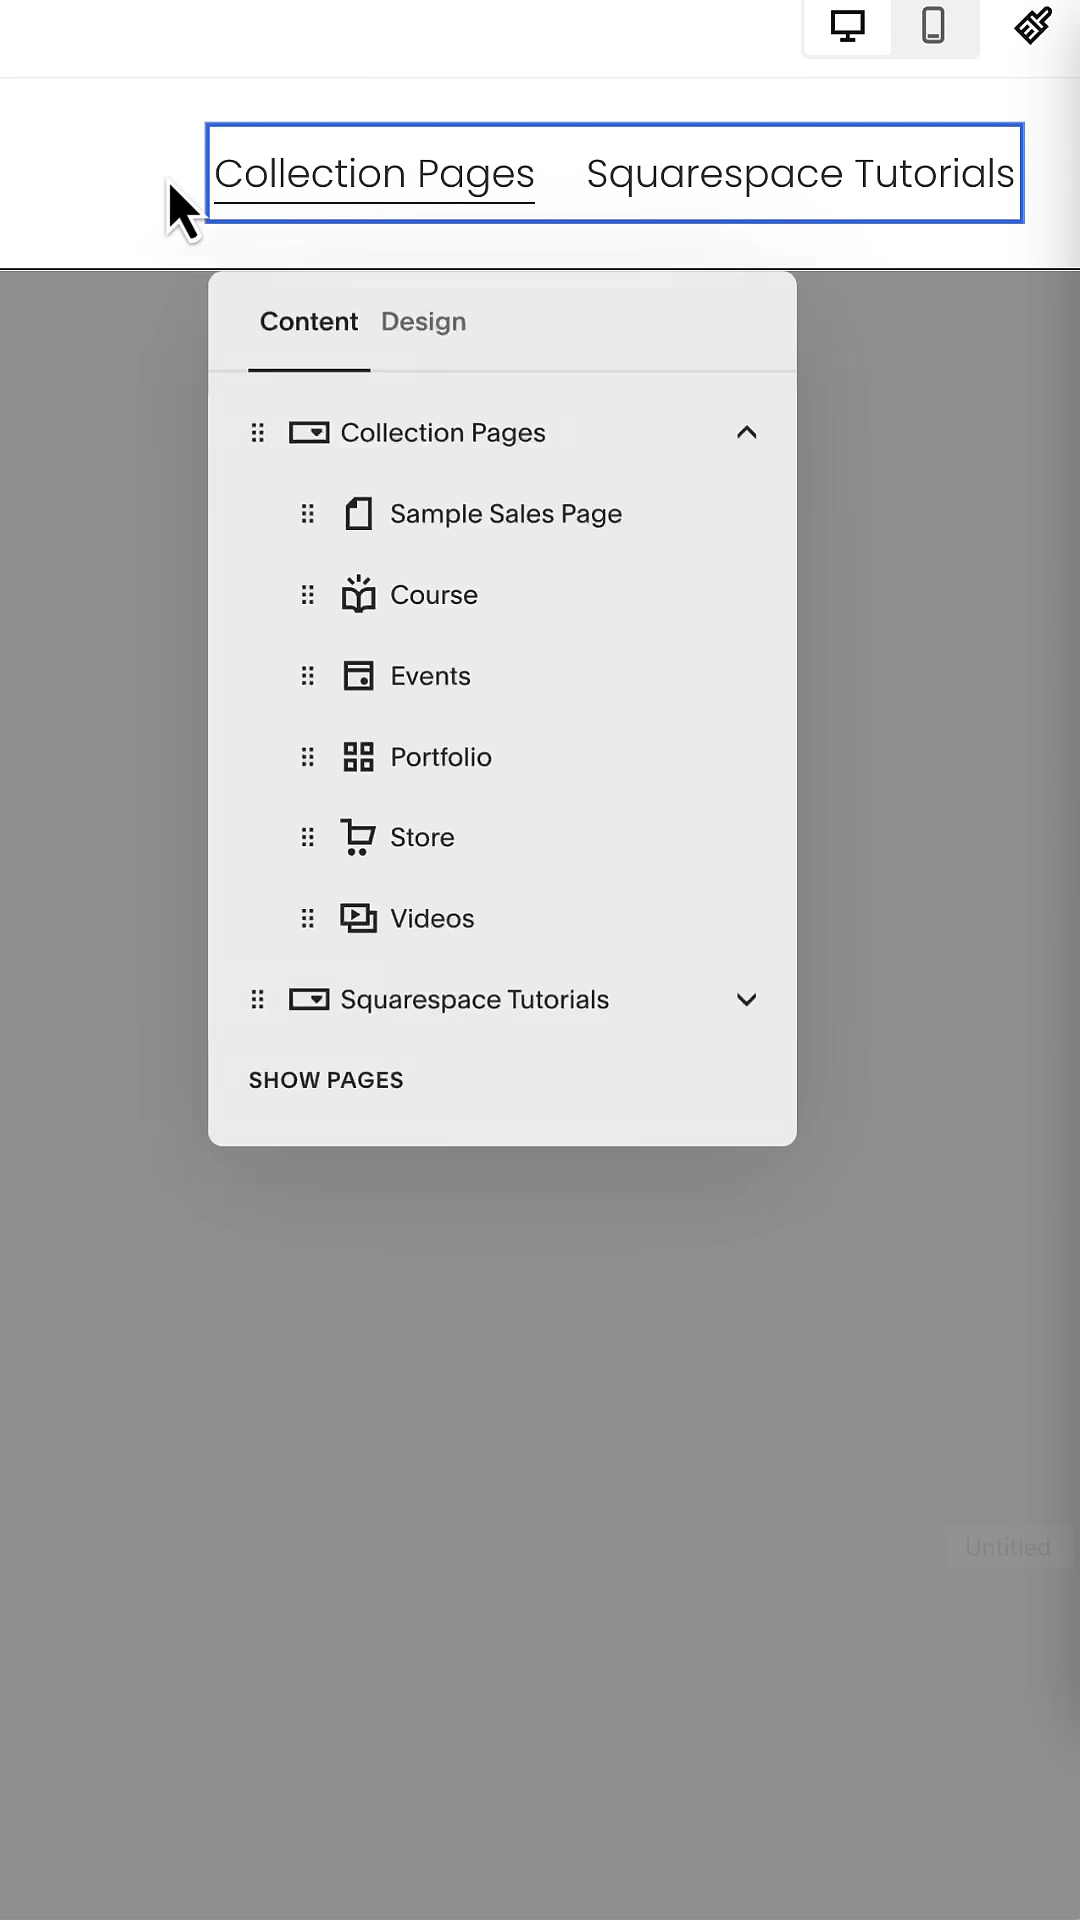 Collection Pages Squarespace Tutorials
Content Design
Collection Pages
Sample Sales Page
Course
Events
Portfolio
Store
Videos
Squarespace Tutorials
SHOW PAGES
Untitled